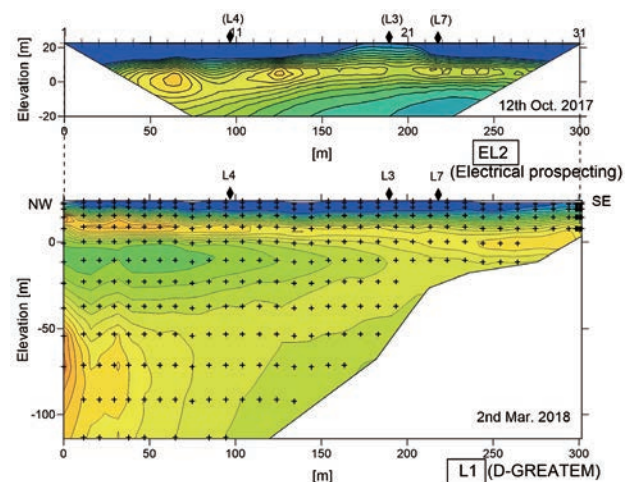 (L4) (L3) (L7)
1 11 21 31
Elevation [m]
20
0
-20
12th Oct. 2017
0 50 100 150 200 250 300
[m]
EL2
(Electrical prospecting)
L4 L3 L7
NW SE
Elevation [m]
0
-50
-100
2nd Mar. 2018
0 50 100 150 200 250 300
[m]
L1 (D-GREATEM)